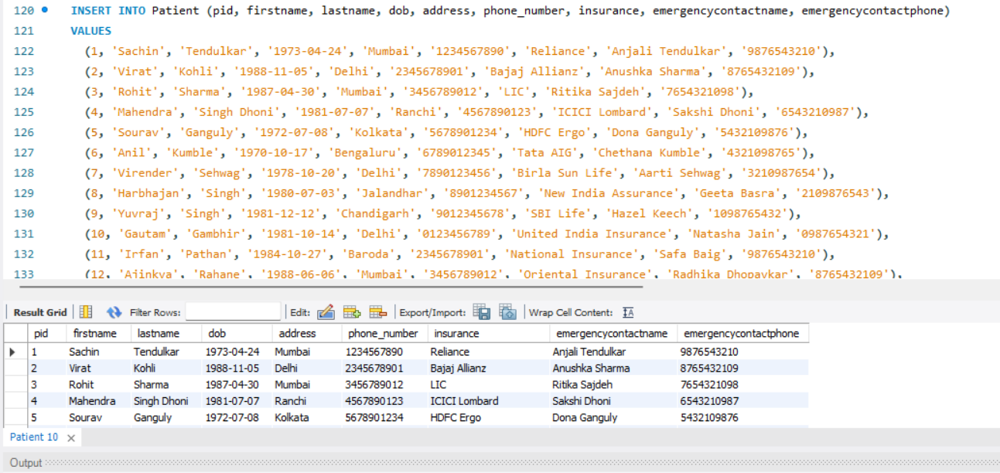 120 INSERT INTO Patient (pid, firstname, lastname, dob, address, phone_number, insurance, emergencycontactname, emergencycontactphone)
121 VALUES
122 (1, 'Sachin', 'Tendulkar', '1973-04-24', 'Mumbai', '1234567890', 'Reliance', 'Anjali Tendulkar', '9876543210'),
123 (2, 'Virat', 'Kohli', '1988-11-05', 'Delhi', '2345678901', 'Bajaj Allianz', 'Anushka Sharma', '8765432109'),
124 (3, 'Rohit', 'Sharma', '1987-04-30', 'Mumbai', '3456789012', 'LIC', 'Ritika Sajdeh', '7654321098'),
125 (4, 'Mahendra', 'Singh Dhoni', '1981-07-07', 'Ranchi', '4567890123', 'ICICI Lombard', 'Sakshi Dhoni', '6543210987'),
126 (5, 'Sourav', 'Ganguly', '1972-07-08', 'Kolkata', '5678901234', 'HDFC Ergo', 'Dona Ganguly', '5432109876'),
127 (6, 'Anil', 'Kumble', '1970-10-17', 'Bengaluru', '6789012345', 'Tata AIG', 'Chethana Kumble', '4321098765'),
128 (7, 'Virender', 'Sehwag', '1978-10-20', 'Delhi', '7890123456', 'Birla Sun Life', 'Aarti Sehwag', '3210987654'),
129 (8, 'Harbhajan', 'Singh', '1980-07-03', 'Jalandhar', '8901234567', 'New India Assurance', 'Geeta Basra', '2109876543'),
130 (9, 'Yuvraj', 'Singh', '1981-12-12', 'Chandigarh', '9012345678', 'SBI Life', 'Hazel Keech', '1098765432'),
131 (10, 'Gautam', 'Gambhir', '1981-10-14', 'Delhi', '0123456789', 'United India Insurance', 'Natasha Jain', '0987654321'),
132 (11, 'Irfan', 'Pathan', '1984-10-27', 'Baroda', '2345678901', 'National Insurance', 'Safa Baig', '9876543210'),
133 (12, 'Ajinkya', 'Rahane', '1988-06-06', 'Mumbai', '3456789012', 'Oriental Insurance', 'Radhika Dhopavkar', '8765432109'),
Result Grid Filter Rows: Edit: Export/Import: Wrap Cell Content: IA
pid firstname lastname dob address phone_number insurance emergencycontactname emergencycontactphone
1 Sachin Tendulkar 1973-04-24 Mumbai 1234567890 Reliance Anjali Tendulkar 9876543210
2 Virat Kohli 1988-11-05 Delhi 2345678901 Bajaj Allianz Anushka Sharma 8765432109
3 Rohit Sharma 1987-04-30 Mumbai 3456789012 LIC Ritika Sajdeh 7654321098
4 Mahendra Singh Dhoni 1981-07-07 Ranchi 4567890123 ICICI Lombard Sakshi Dhoni 6543210987
5 Sourav Ganguly 1972-07-08 Kolkata 5678901234 HDFC Ergo Dona Ganguly 5432109876
Patient 10 ×
Output